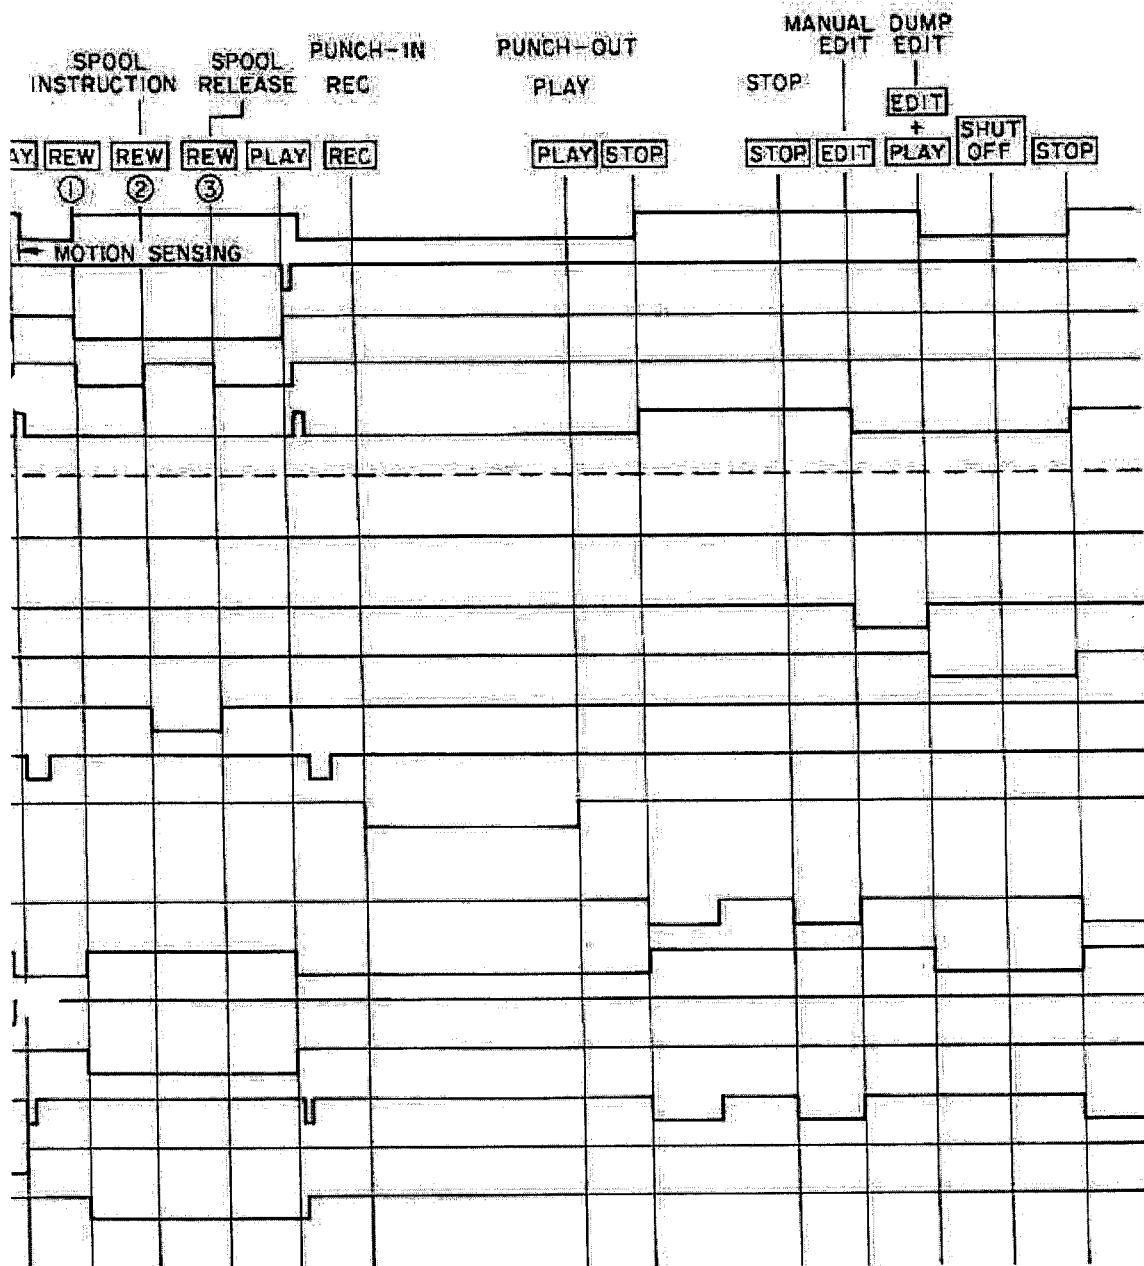 MANUAL EDIT
DUMP EDIT
SPOOL INSTRUCTION
SPOOL RELEASE
PUNCH-IN
REC
PUNCH-OUT
PLAY
STOP
EDIT
+
AY
REW
REW
REW
PLAY
REC
PLAY
STOP
STOP
EDIT
PLAY
SHUT OFF
STOP
①
②
③
MOTION SENSING